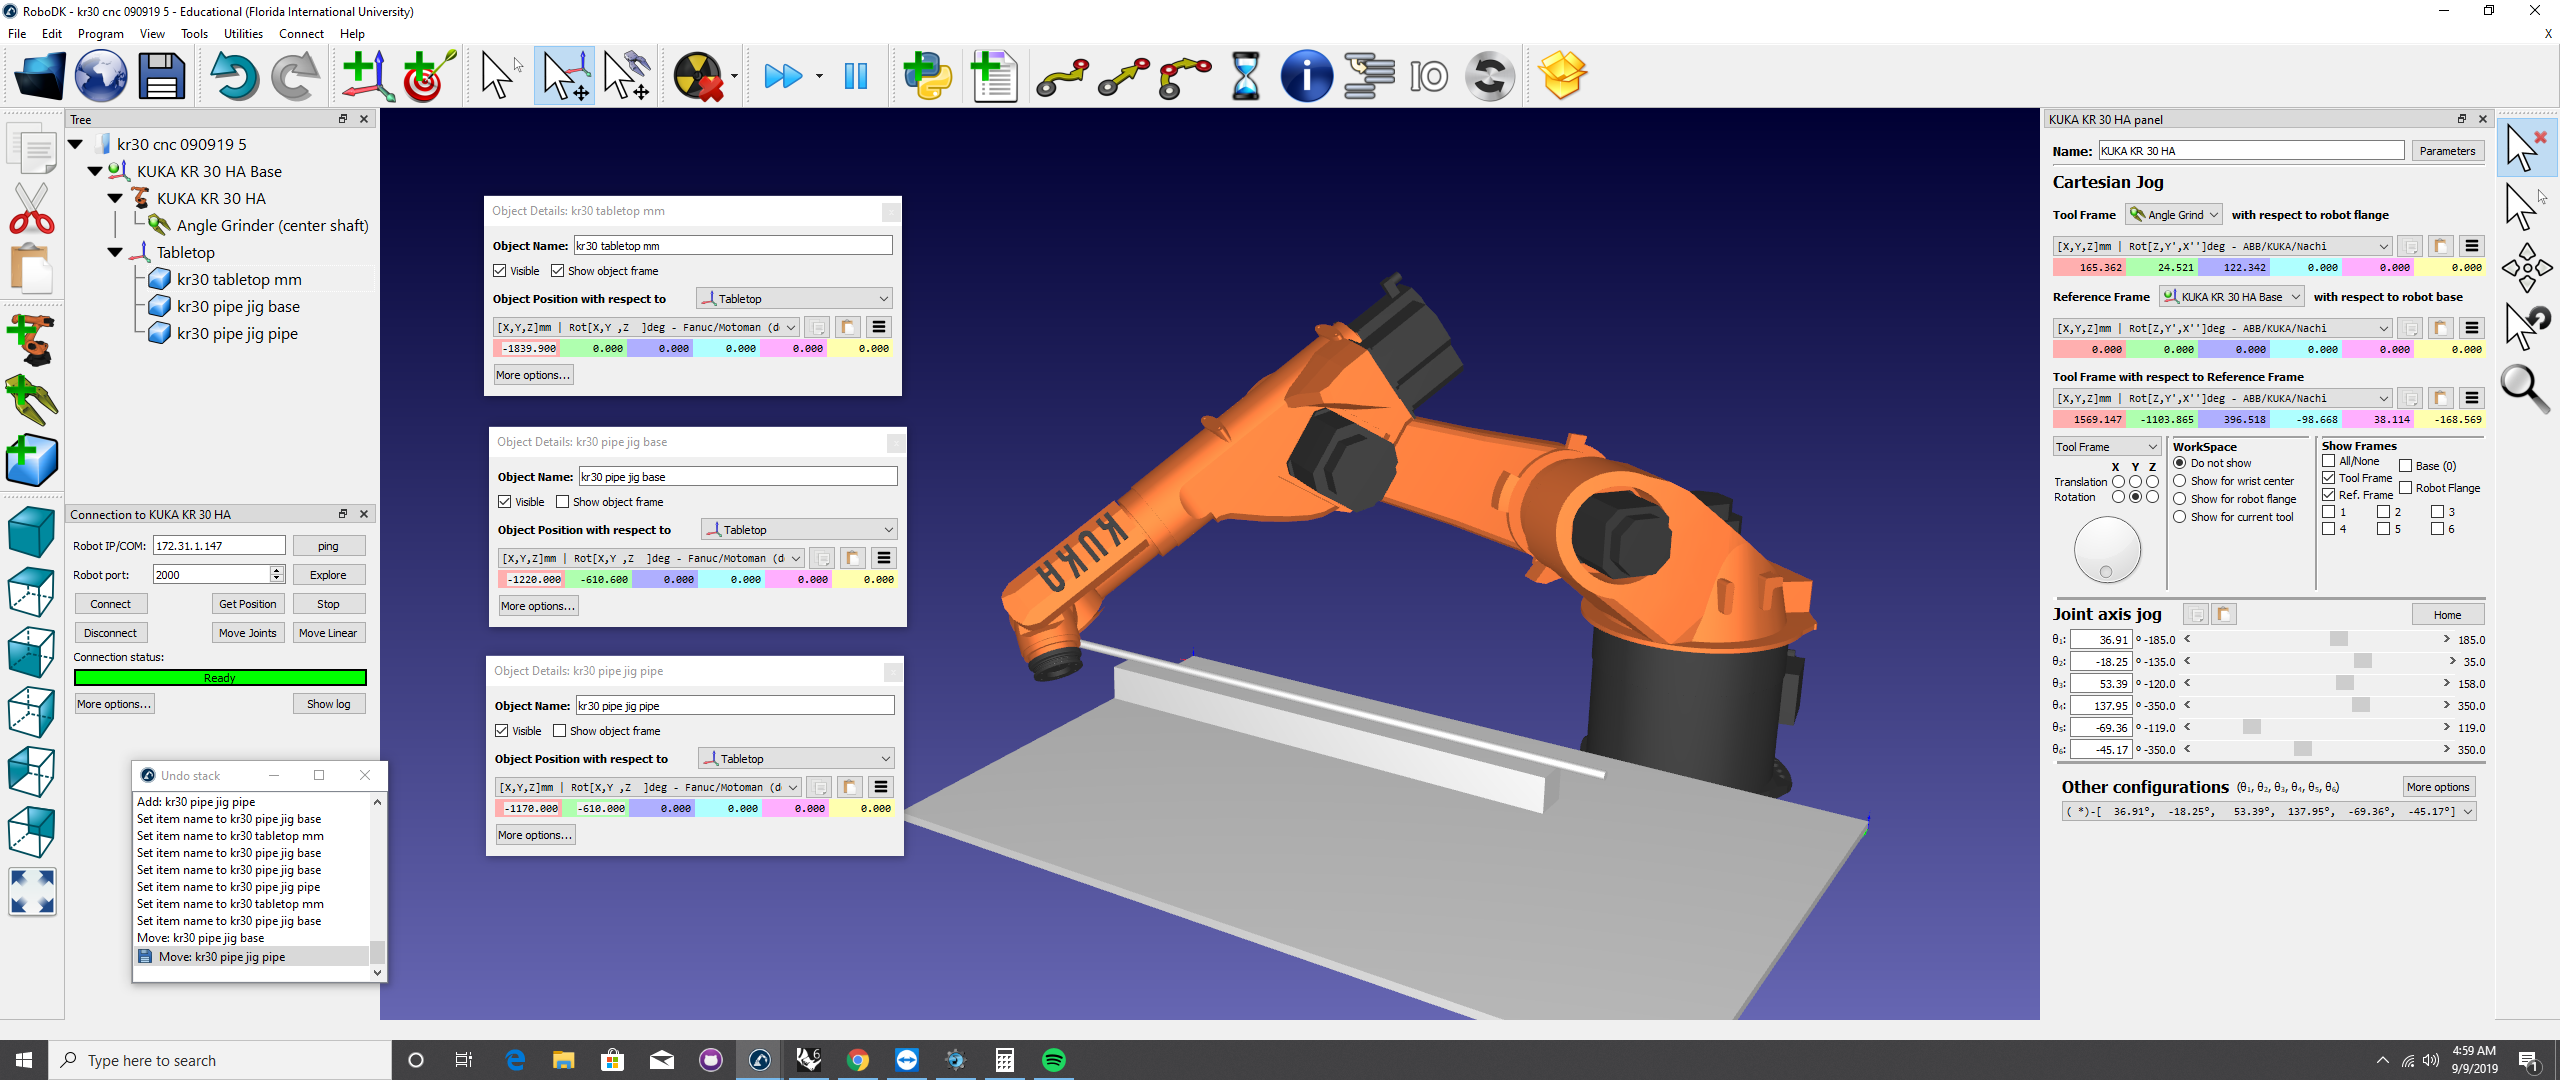 RoboDK - kr30 cnc 090919 5 - Educational (Florida International University)
File Edit Program View Tools Utilities Connect Help
X
IO
Tree
kr30 cnc 090919 5
KUKA KR 30 HA Base
KUKA KR 30 HA
Angle Grinder (center shaft)
Tabletop
kr30 tabletop mm
kr30 pipe jig base
kr30 pipe jig pipe
Connection to KUKA KR 30 HA
Robot IP/COM: 172.31.1.147 ping
Robot port: 2000 Explore
Connect Get Position Stop
Disconnect Move Joints Move Linear
Connection status:
Ready
More options... Show log
Undo stack
Add: kr30 pipe jig pipe
Set item name to kr30 pipe jig base
Set item name to kr30 tabletop mm
Set item name to kr30 pipe jig base
Set item name to kr30 pipe jig base
Set item name to kr30 pipe jig pipe
Set item name to kr30 tabletop mm
Set item name to kr30 pipe jig base
Move: kr30 pipe jig base
Move: kr30 pipe jig pipe
Object Details: kr30 tabletop mm
Object Name: kr30 tabletop mm
Visible Show object frame
Object Position with respect to Tabletop
[X,Y,Z]mm | Rot[X,Y ,Z  ]deg - Fanuc/Motoman (d
-1839.900 0.000 0.000 0.000 0.000 0.000
More options...
Object Details: kr30 pipe jig base
Object Name: kr30 pipe jig base
Visible Show object frame
Object Position with respect to Tabletop
[X,Y,Z]mm | Rot[X,Y ,Z  ]deg - Fanuc/Motoman (d
-1220.000 -610.600 0.000 0.000 0.000 0.000
More options...
Object Details: kr30 pipe jig pipe
Object Name: kr30 pipe jig pipe
Visible Show object frame
Object Position with respect to Tabletop
[X,Y,Z]mm | Rot[X,Y ,Z  ]deg - Fanuc/Motoman (d
-1170.000 -610.000 0.000 0.000 0.000 0.000
More options...
KUKA
KUKA KR 30 HA panel
Name: KUKA KR 30 HA Parameters
Cartesian Jog
Tool Frame Angle Grind with respect to robot flange
[X,Y,Z]mm | Rot[Z,Y',X'']deg - ABB/KUKA/Nachi
165.362 24.521 122.342 0.000 0.000 0.000
Reference Frame KUKA KR 30 HA Base with respect to robot base
[X,Y,Z]mm | Rot[Z,Y',X'']deg - ABB/KUKA/Nachi
0.000 0.000 0.000 0.000 0.000 0.000
Tool Frame with respect to Reference Frame
[X,Y,Z]mm | Rot[Z,Y',X'']deg - ABB/KUKA/Nachi
1569.147 -1103.865 396.518 -98.668 38.114 -168.569
Tool Frame
X Y Z
Translation
Rotation
WorkSpace
Do not show
Show for wrist center
Show for robot flange
Show for current tool
Show Frames
All/None Base (0)
Tool Frame
Ref. Frame Robot Flange
1 2 3
4 5 6
Joint axis jog Home
θ₁: 36.91 º -185.0 < > 185.0
θ₂: -18.25 º -135.0 < > 35.0
θ₃: 53.39 º -120.0 < > 158.0
θ₄: 137.95 º -350.0 < > 350.0
θ₅: -69.36 º -119.0 < > 119.0
θ₆: -45.17 º -350.0 < > 350.0
Other configurations (θ₁, θ₂, θ₃, θ₄, θ₅, θ₆) More options
( *)-[ 36.91°, -18.25°, 53.39°, 137.95°, -69.36°, -45.17°]
Type here to search
6
4:59 AM
9/9/2019
1